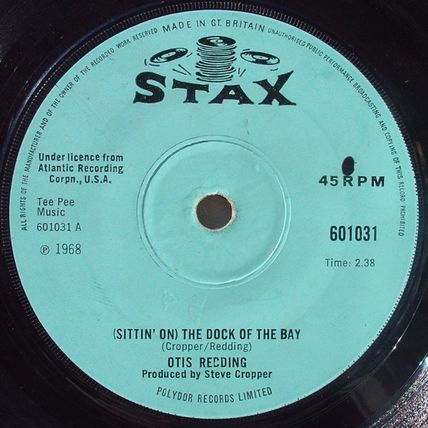 MADE IN GT. BRITAIN
ALL RIGHTS OF THE MANUFACTURER AND OF THE OWNER OF THE RECORDED WORK RESERVED
UNAUTHORISED PUBLIC PERFORMANCE BROADCASTING AND COPYING OF THIS RECORD PROHIBITED
STAX
Under licence from
Atlantic Recording
Corpn., U.S.A.
Tee Pee
Music
601031 A
℗ 1968
45 RPM
601031
Time: 2.38
(SITTIN' ON) THE DOCK OF THE BAY
(Cropper/Redding)
OTIS REDDING
Produced by Steve Cropper
POLYDOR RECORDS LIMITED